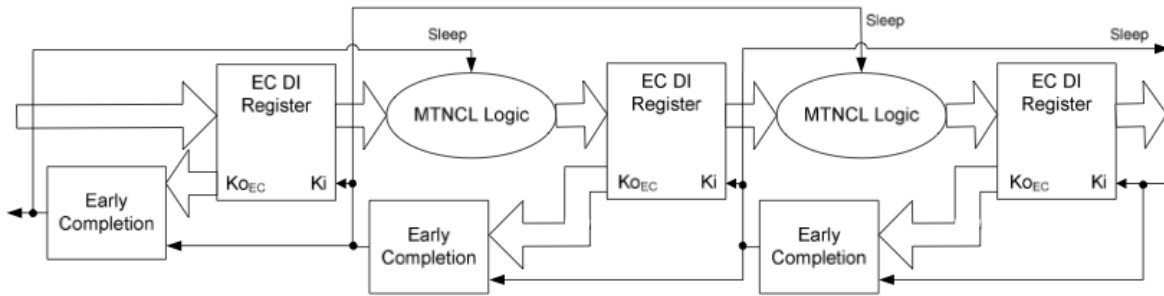 Sleep
Sleep
Sleep
EC DI
Register
KoEC
Ki
MTNCL Logic
EC DI
Register
KoEC
Ki
MTNCL Logic
EC DI
Register
KoEC
Ki
Early
Completion
Early
Completion
Early
Completion